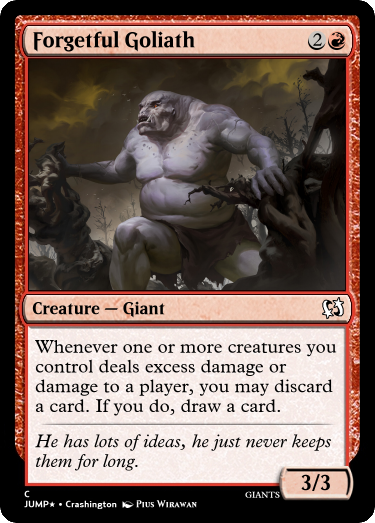 Forgetful Goliath 2
Creature — Giant
Whenever one or more creatures you
control deals excess damage or
damage to a player, you may discard
a card. If you do, draw a card.
He has lots of ideas, he just never keeps
them for long.
3/3
C
JUMP★ • Crashington Pius Wirawan
GIANTS